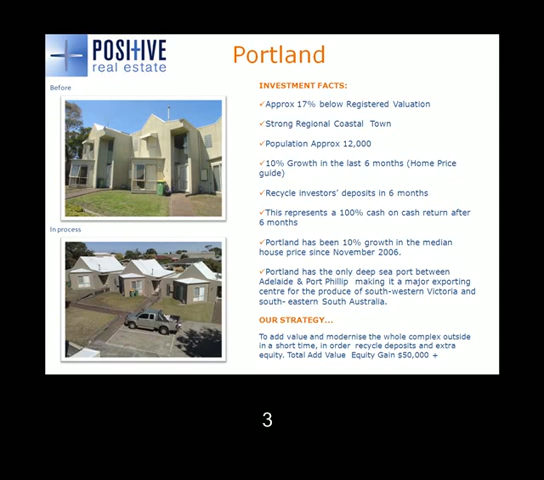 POSITIVE
real estate
Portland
Before
In process
INVESTMENT FACTS:
✓Approx 17% below Registered Valuation
✓Strong Regional Coastal Town
✓Population Approx 12,000
✓10% Growth in the last 6 months (Home Price
guide)
✓Recycle investors' deposits in 6 months
✓This represents a 100% cash on cash return after
6 months
✓Portland has been 10% growth in the median
house price since November 2006.
✓Portland has the only deep sea port between
Adelaide & Port Phillip making it a major exporting
centre for the produce of south-western Victoria and
south- eastern South Australia.
OUR STRATEGY...
To add value and modernise the whole complex outside
in a short time, in order recycle deposits and extra
equity. Total Add Value Equity Gain $50,000 +
3